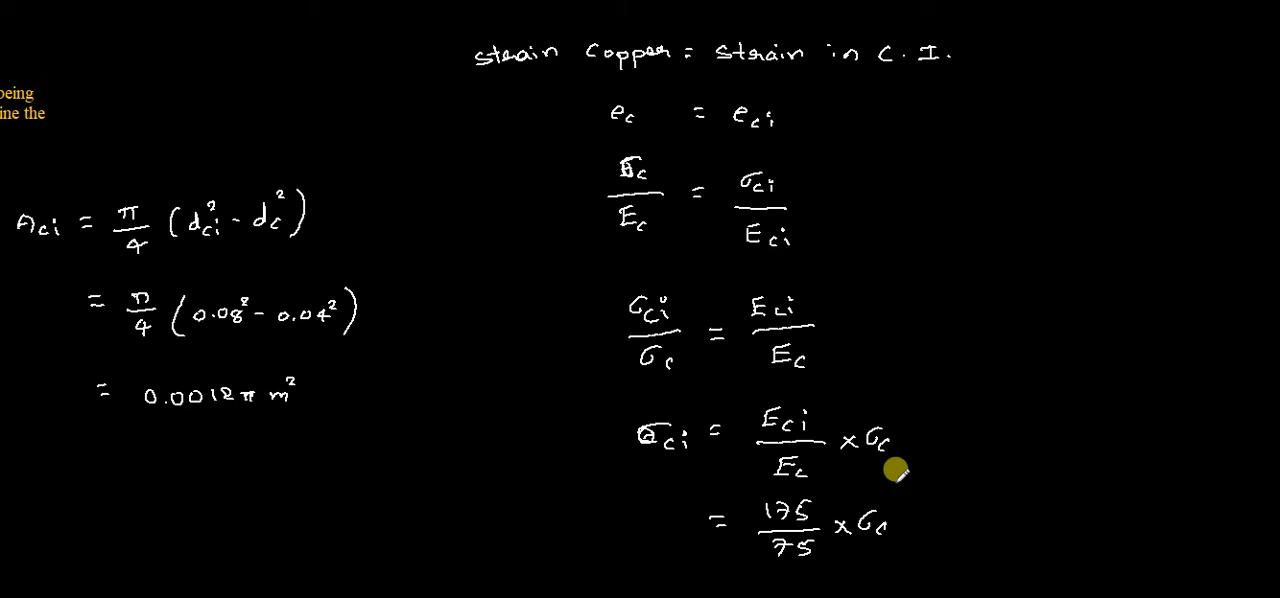 being
ine the
A_ci = π/4 (d_ci² - d_c²)
= π/4 (0.08² - 0.04²)
= 0.0012π m²
Strain Copper = Strain in C.I.
e_c = e_ci
σ_c/E_c = σ_ci/E_ci
σ_ci/σ_c = E_ci/E_c
σ_ci = E_ci/E_c × σ_c
= 175/75 × σ_c